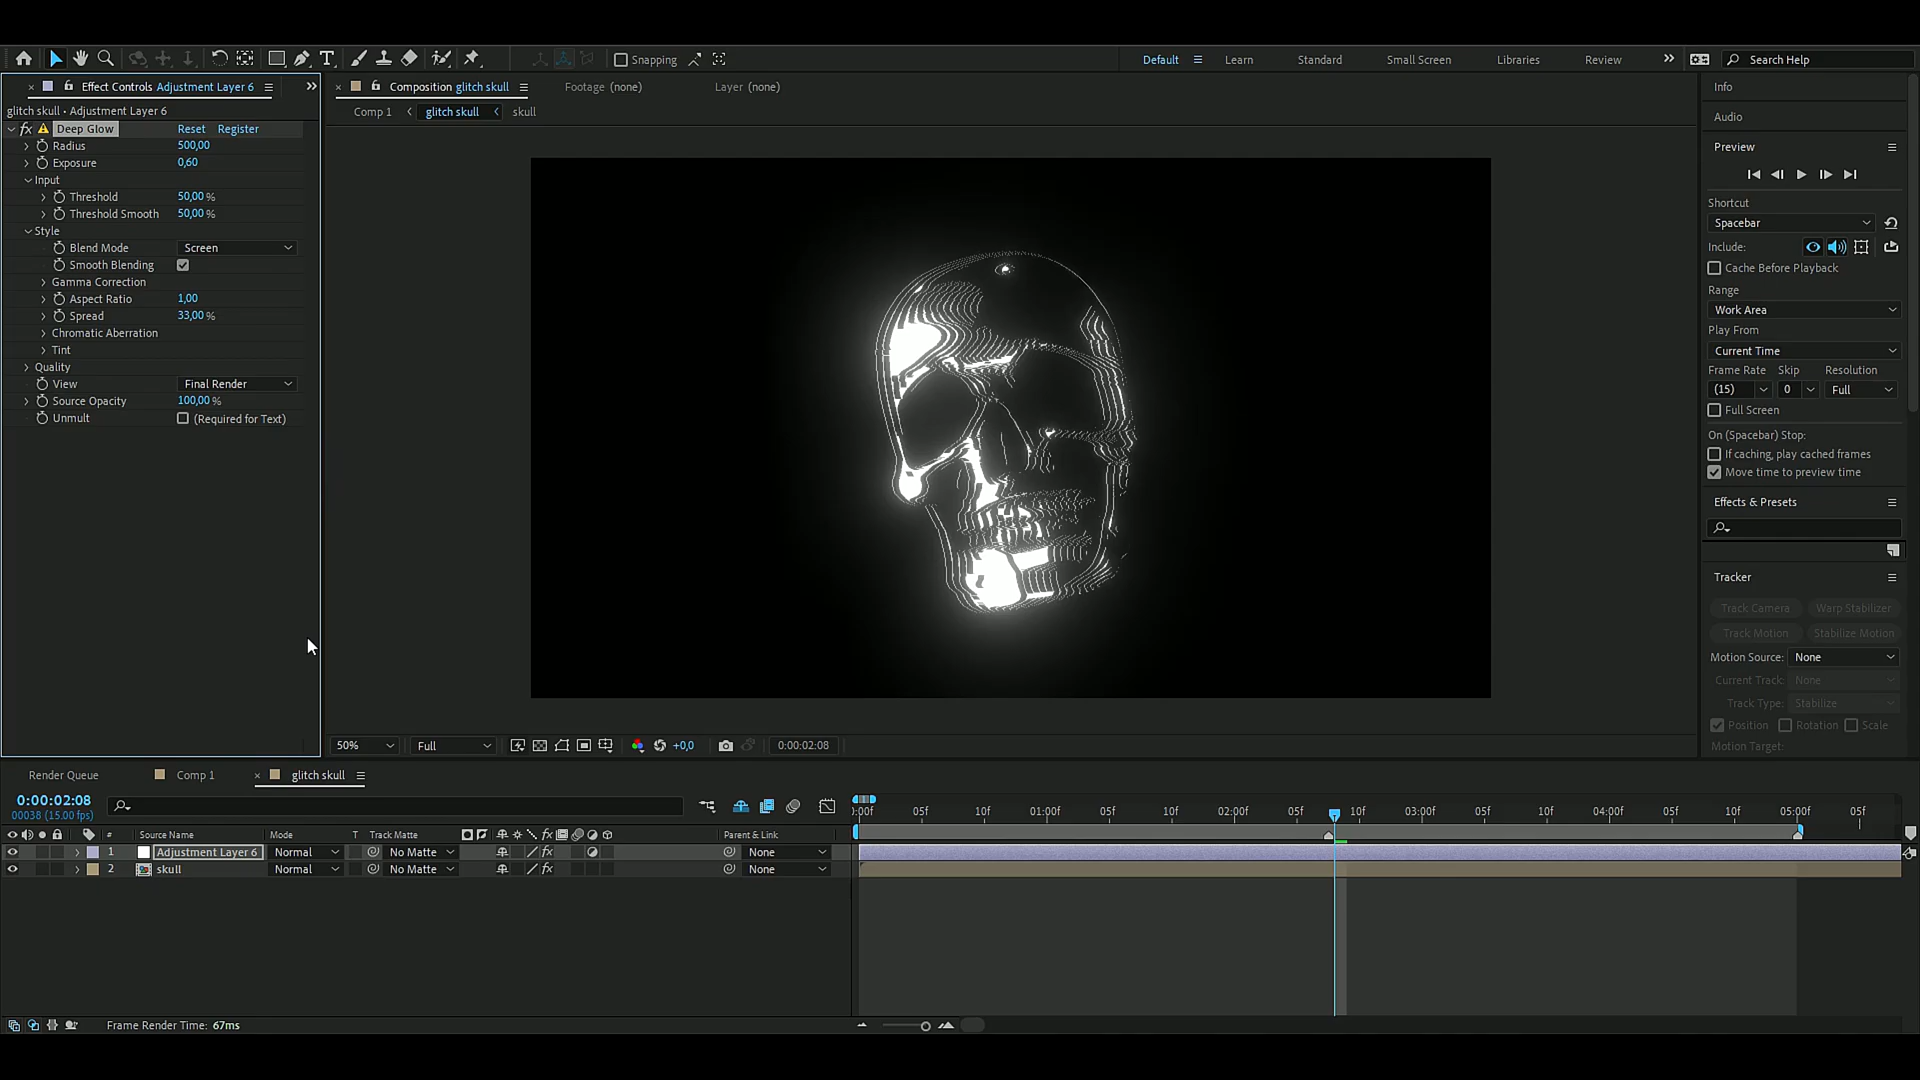 Snapping
Default
Learn
Standard
Small Screen
Libraries
Review
Search Help
Effect Controls Adjustment Layer 6
glitch skull • Adjustment Layer 6
fx Deep Glow Reset Register
Radius 500,00
Exposure 0,60
Input
Threshold 50,00 %
Threshold Smooth 50,00 %
Style
Blend Mode Screen
Smooth Blending
Gamma Correction
Aspect Ratio 1,00
Spread 33,00 %
Chromatic Aberration
Tint
Quality
View Final Render
Source Opacity 100,00 %
Unmult (Required for Text)
Composition glitch skull
Footage (none)
Layer (none)
Comp 1
glitch skull
skull
50%
Full
+0,0
0:00:02:08
Info
Audio
Preview
Shortcut
Spacebar
Include:
Cache Before Playback
Range
Work Area
Play From
Current Time
Frame Rate Skip Resolution
(15) 0 Full
Full Screen
On (Spacebar) Stop:
If caching, play cached frames
Move time to preview time
Effects & Presets
Tracker
Track Camera Warp Stabilizer
Track Motion Stabilize Motion
Motion Source: None
Current Track: None
Track Type: Stabilize
Position Rotation Scale
Motion Target:
Render Queue
Comp 1
glitch skull
0:00:02:08
00038 (15.00 fps)
# Source Name Mode T Track Matte fx Parent & Link
1 Adjustment Layer 6 Normal No Matte fx None
2 skull Normal No Matte fx None
:00f 05f 10f 01:00f 05f 10f 02:00f 05f 10f 03:00f 05f 10f 04:00f 05f 10f 05:00f 05f
Frame Render Time: 67ms